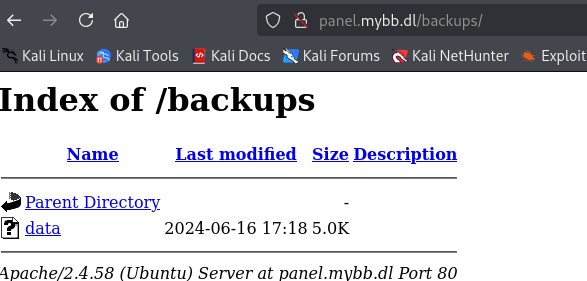 panel.mybb.dl/backups/
Kali Linux Kali Tools Kali Docs Kali Forums Kali NetHunter Exploit
Index of /backups
Name Last modified Size Description
Parent Directory -
data 2024-06-16 17:18 5.0K
Apache/2.4.58 (Ubuntu) Server at panel.mybb.dl Port 80